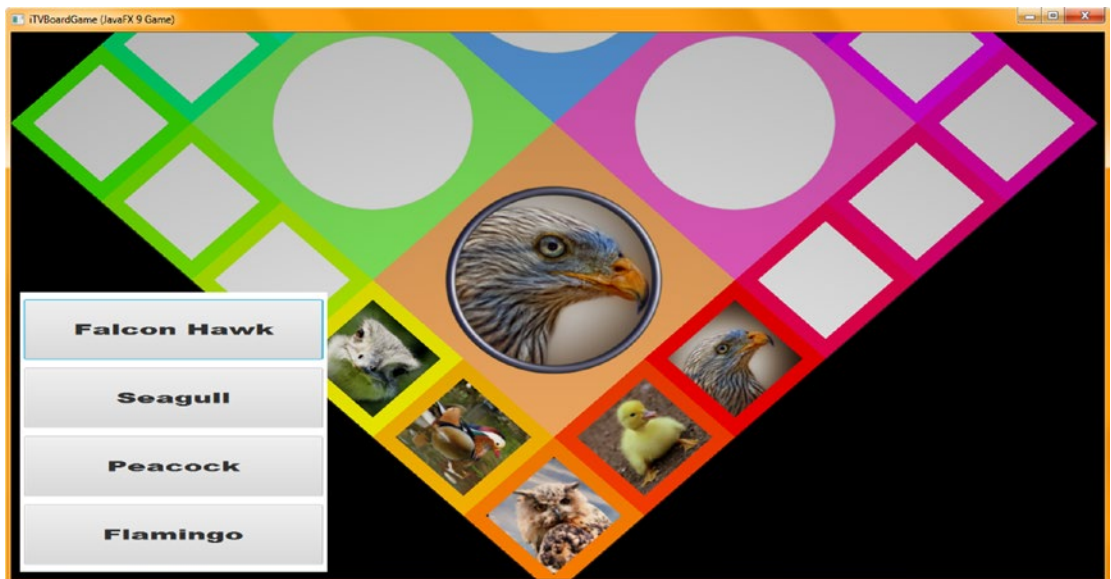 iTVBoardGame (JavaFX 9 Game)
Falcon Hawk
Seagull
Peacock
Flamingo